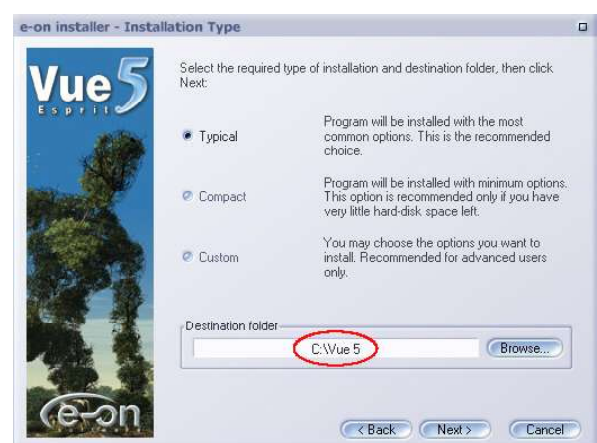 e-on installer - Installation Type
Vue 5
Esprit
Select the required type of installation and destination folder, then click
Next:
Typical
Program will be installed with the most
common options. This is the recommended
choice.
Compact
Program will be installed with minimum options.
This option is recommended only if you have
very little hard-disk space left.
Custom
You may choose the options you want to
install. Recommended for advanced users
only.
Destination folder
C:\Vue 5
Browse...
e-on
< Back
Next >
Cancel